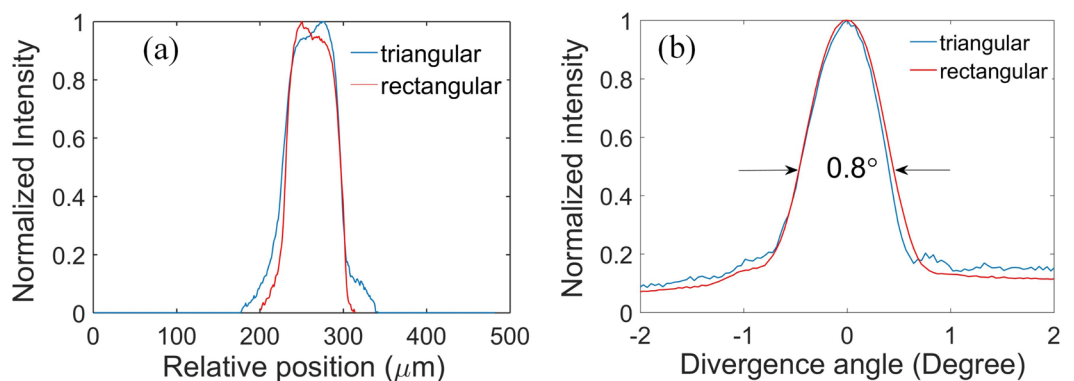 (a)
triangular
rectangular
Normalized Intensity
1
0.8
0.6
0.4
0.2
0
0 100 200 300 400 500
Relative position (μm)
(b)
triangular
rectangular
Normalized intensity
1
0.8
0.6
0.4
0.2
0
0.8°
-2 -1 0 1 2
Divergence angle (Degree)